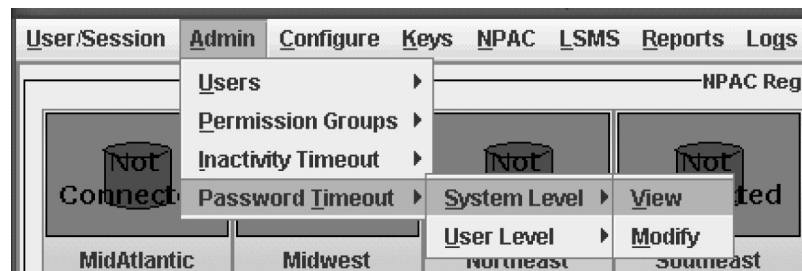 User/Session Admin Configure Keys NPAC LSMS Reports Logs
NPAC Reg
Users
Permission Groups
Inactivity Timeout
Password Timeout
System Level
User Level
View
Modify
Not
Connect
Not
Not
ted
MidAtlantic
Midwest
Northeast
Southeast